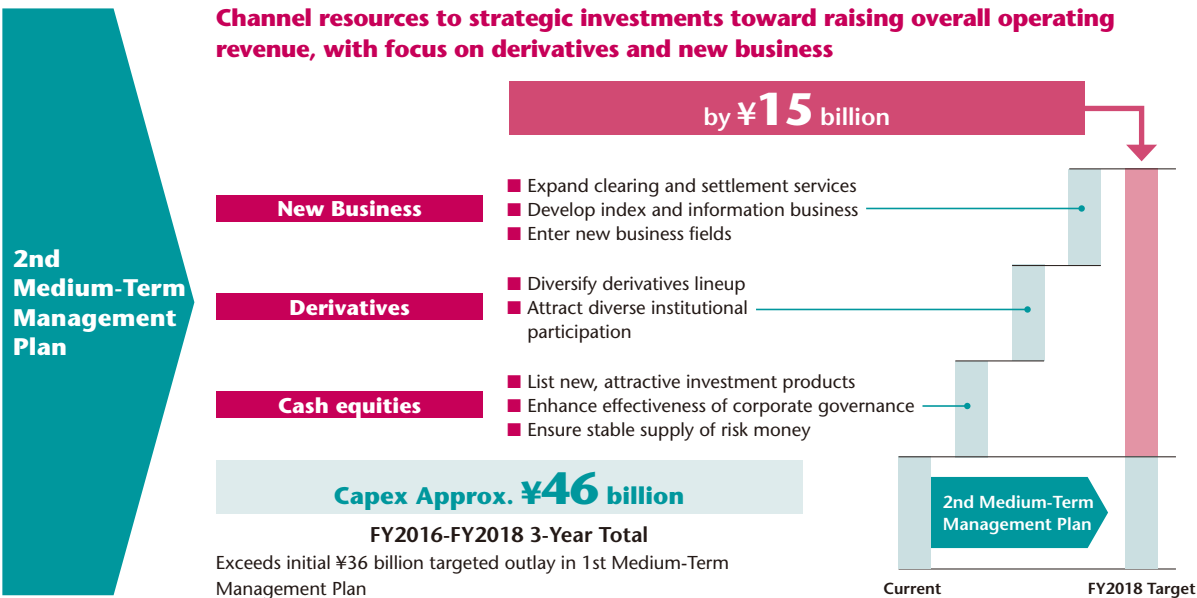 Channel resources to strategic investments toward raising overall operating
revenue, with focus on derivatives and new business
by ¥15 billion
2nd
Medium-Term
Management
Plan
New Business
■ Expand clearing and settlement services
■ Develop index and information business
■ Enter new business fields
Derivatives
■ Diversify derivatives lineup
■ Attract diverse institutional
participation
Cash equities
■ List new, attractive investment products
■ Enhance effectiveness of corporate governance
■ Ensure stable supply of risk money
Capex Approx. ¥46 billion
FY2016-FY2018 3-Year Total
Exceeds initial ¥36 billion targeted outlay in 1st Medium-Term
Management Plan
2nd Medium-Term
Management Plan
Current
FY2018 Target